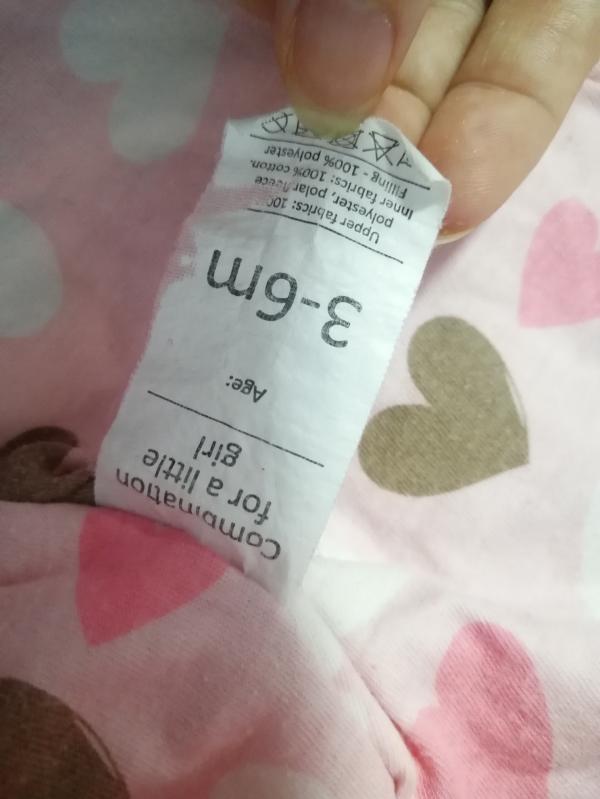 Combination
for a little
girl
Age:
3-6m
Upper fabrics: 100
polyester, polar fleece
Inner fabrics: 100% cotton.
Filling - 100% polyester